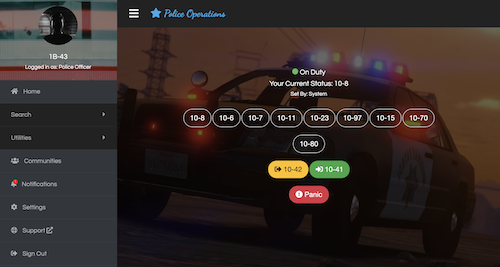 Police Operations
1B-43
Logged in as: Police Officer
Home
Search
Utilities
Communities
Notifications
Settings
Support
Sign Out
On Duty
Your Current Status: 10-8
Set By: System
10-8 10-6 10-7 10-11 10-23 10-97 10-15 10-70
10-80
10-42 10-41
Panic